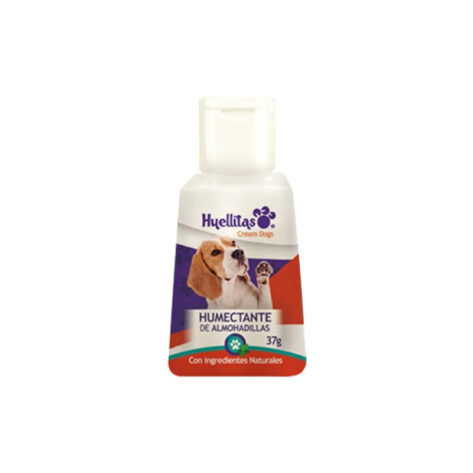 Huellitas
Cream Dogs
HUMECTANTE
DE ALMOHADILLAS
37g
Con Ingredientes Naturales